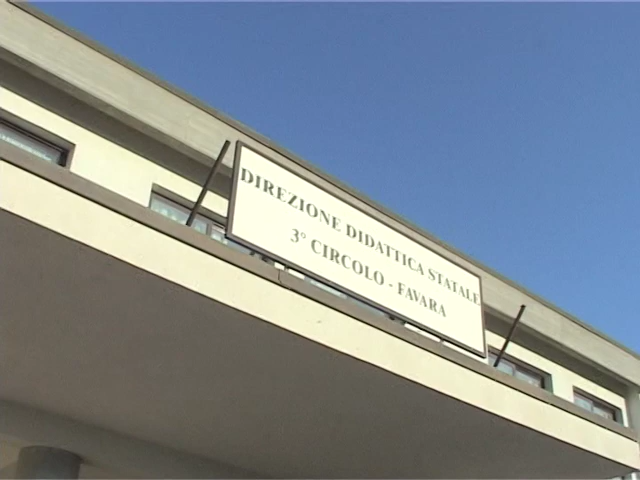 DIREZIONE DIDATTICA STATALE
3° CIRCOLO - FAVARA